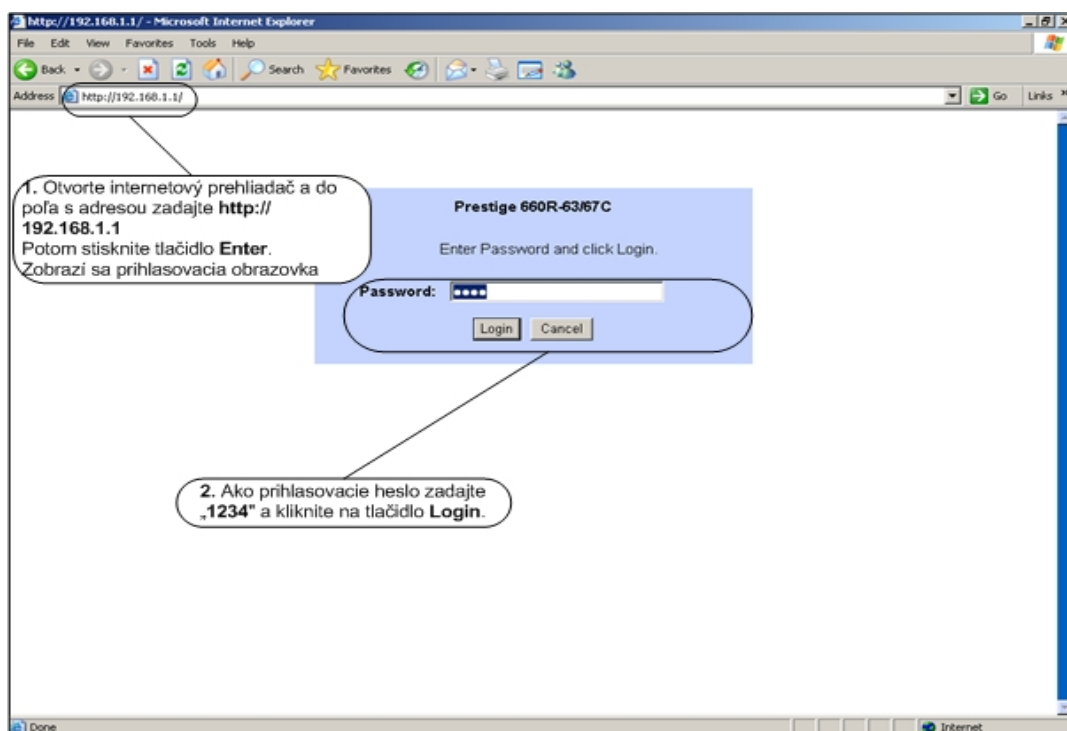 http://192.168.1.1/ - Microsoft Internet Explorer
File Edit View Favorites Tools Help
Back Search Favorites
Address http://192.168.1.1/ Go Links »
1. Otvorte internetový prehliadač a do
poľa s adresou zadajte http://
192.168.1.1
Potom stisknite tlačidlo Enter.
Zobrazí sa prihlasovacia obrazovka
Prestige 660R-63/67C
Enter Password and click Login.
Password: ••••
Login Cancel
2. Ako prihlasovacie heslo zadajte
„1234" a kliknite na tlačidlo Login.
Done Internet